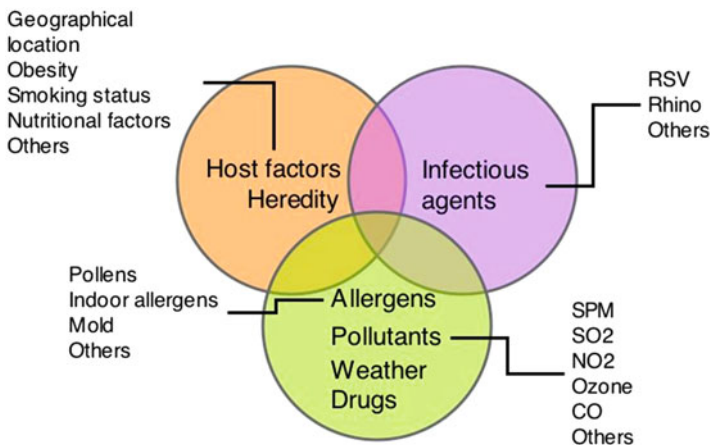 Geographical
location
Obesity
Smoking status
Nutritional factors
Others
Host factors
Heredity
Infectious
agents
RSV
Rhino
Others
Pollens
Indoor allergens
Mold
Others
Allergens
Pollutants
Weather
Drugs
SPM
SO2
NO2
Ozone
CO
Others